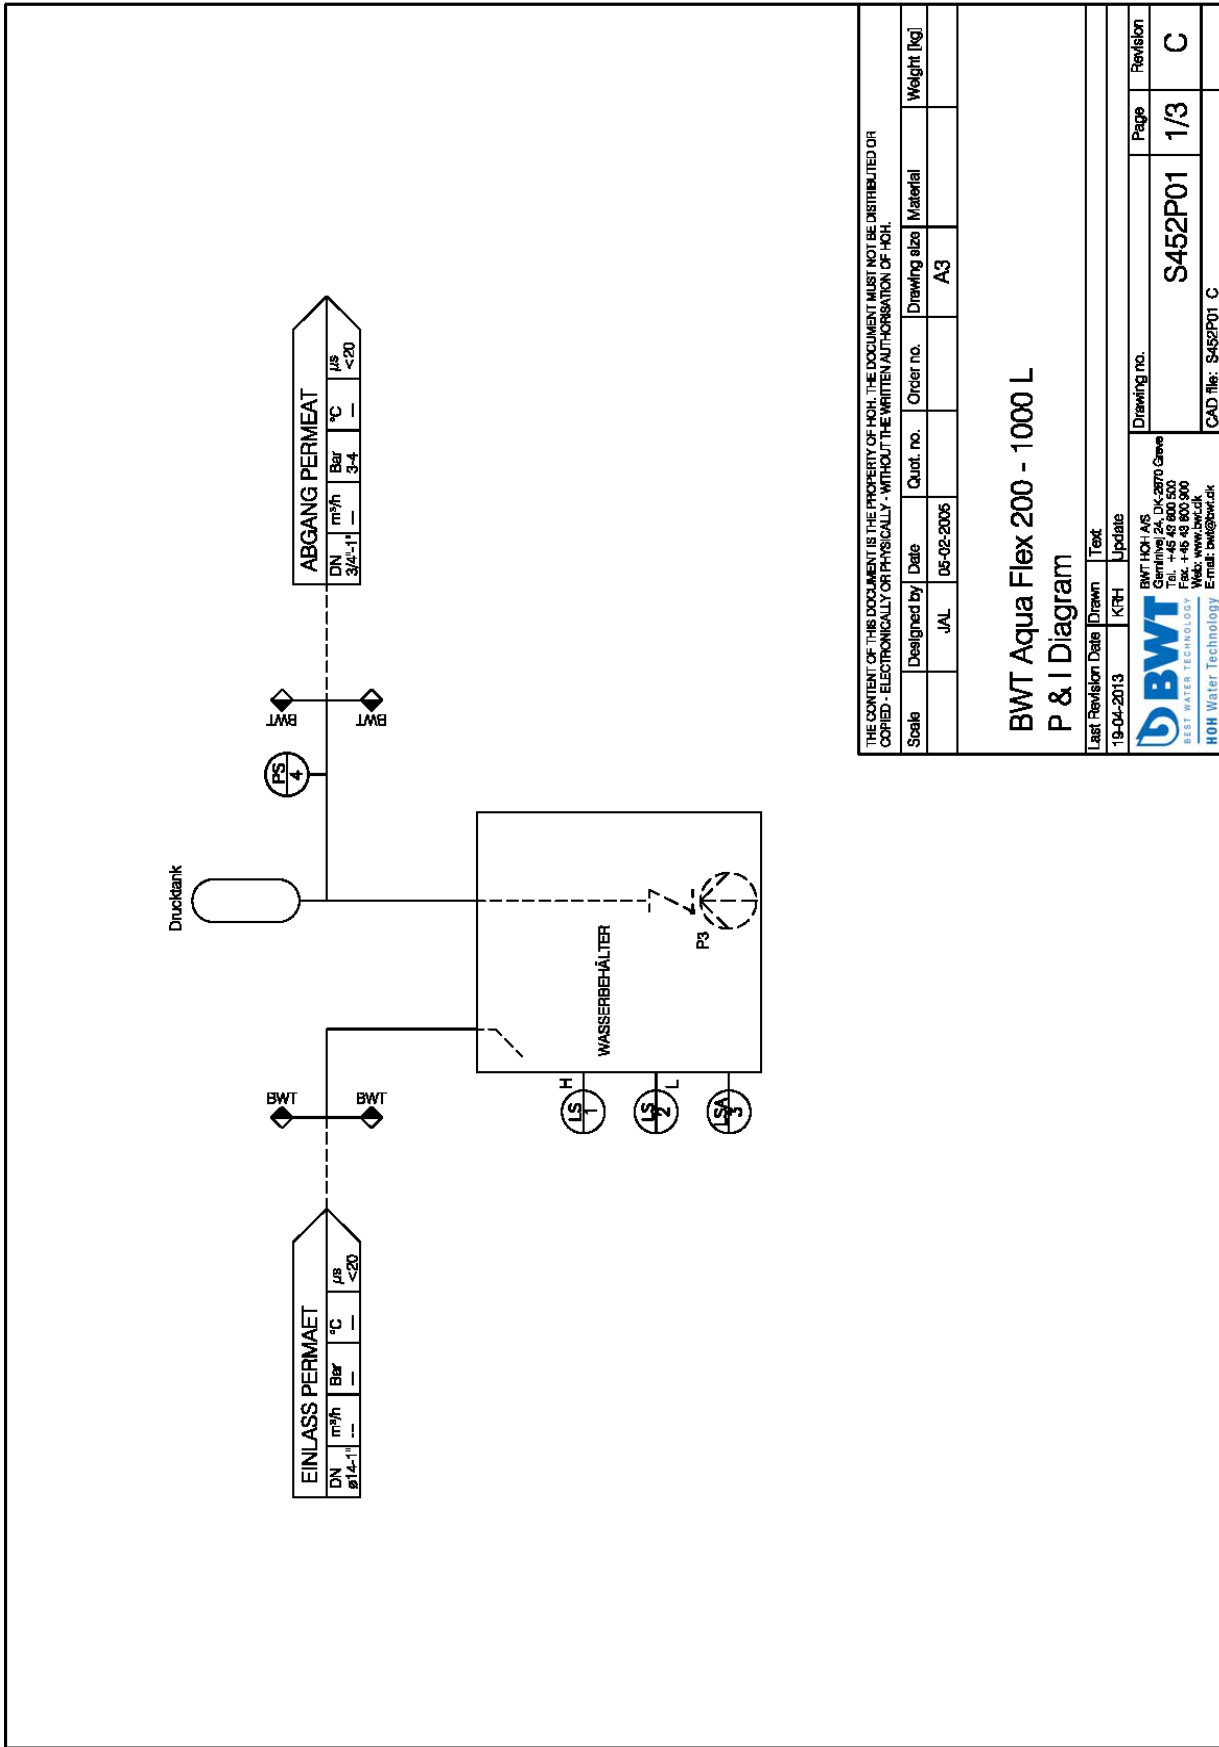 EINLASS PERMAET
DN m³/h Bar °C µs
ø14-1" --- — — <20
BWT
BWT
Drucktank
PS
4
BWT
BWT
ABGANG PERMEAT
DN m³/h Bar °C µs
3/4"-1" — 3-4 — <20
WASSERBEHÄLTER
P3
H
LS
1
L
LS
2
LSA
3
THE CONTENT OF THIS DOCUMENT IS THE PROPERTY OF HOH. THE DOCUMENT MUST NOT BE DISTRIBUTED OR
COPIED - ELECTRONICALLY OR PHYSICALLY - WITHOUT THE WRITTEN AUTHORISATION OF HOH.
Scale Designed by Date Quot. no. Order no. Drawing size Material Weight [kg]
JAL 05-02-2005 A3
BWT Aqua Flex 200 - 1000 L
P & I Diagram
Last Revision Date Drawn Text
19-04-2013 KRH Update
BWT
BEST WATER TECHNOLOGY
HOH Water Technology
BWT HOH A/S
Geminivej 24, DK-2670 Greve
Tel. +45 43 600 500
Fax. +45 43 600 900
Web: www.bwt.dk
E-mail: bwt@bwt.dk
Drawing no. Page Revision
S452P01 1/3 C
CAD file: S452P01 C